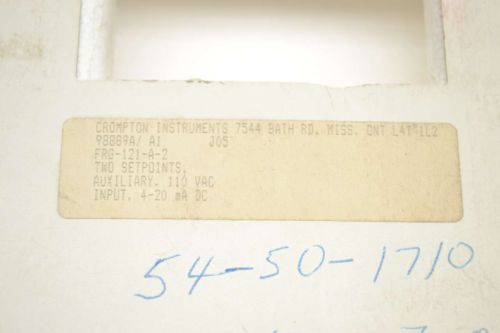 CROMPTON INSTRUMENTS 7544 BATH RD. MISS. ONT L4T 1L2
98889A/ A1 J05
FRG-121-A-2
TWO SETPOINTS.
AUXILIARY. 110 VAC
INPUT. 4-20 mA DC
54-50-1710